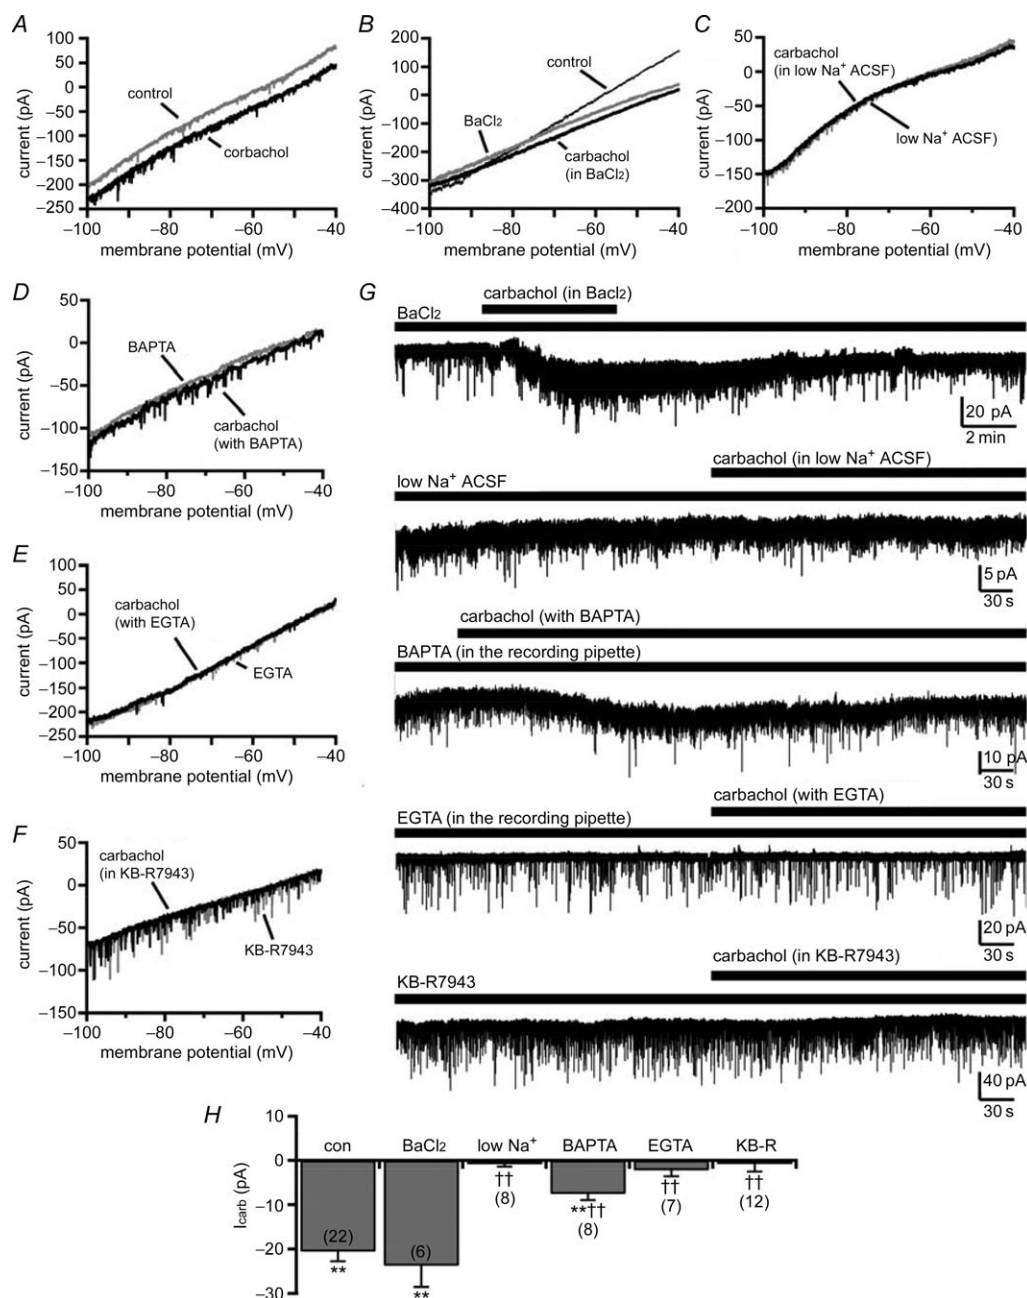 A
100
50
0
−50
−100
−150
−200
−250
current (pA)
control
corbachol
−100
−80
−60
−40
membrane potential (mV)
B
200
100
0
−100
−200
−300
−400
current (pA)
control
BaCl2
carbachol
(in BaCl2)
−100
−80
−60
−40
membrane potential (mV)
C
50
0
−50
−100
−150
−200
current (pA)
carbachol
(in low Na+ ACSF)
low Na+ ACSF)
−100
−80
−60
−40
membrane potential (mV)
D
50
0
−50
−100
−150
current (pA)
BAPTA
carbachol
(with BAPTA)
−100
−80
−60
−40
membrane potential (mV)
E
100
50
0
−50
−100
−150
−200
−250
current (pA)
carbachol
(with EGTA)
EGTA
−100
−80
−60
−40
membrane potential (mV)
F
50
0
−50
−100
−150
current (pA)
carbachol
(in KB-R7943)
KB-R7943
−100
−80
−60
−40
membrane potential (mV)
G
carbachol (in Bacl2)
BaCl2
20 pA
2 min
carbachol (in low Na+ ACSF)
low Na+ ACSF
5 pA
30 s
carbachol (with BAPTA)
BAPTA (in the recording pipette)
10 pA
30 s
carbachol (with EGTA)
EGTA (in the recording pipette)
20 pA
30 s
carbachol (in KB-R7943)
KB-R7943
40 pA
30 s
H
10
0
−10
−20
−30
Icarb (pA)
con
BaCl2
low Na+
BAPTA
EGTA
KB-R
(22)
**
(6)
**
††
(8)
**††
(8)
††
(7)
††
(12)